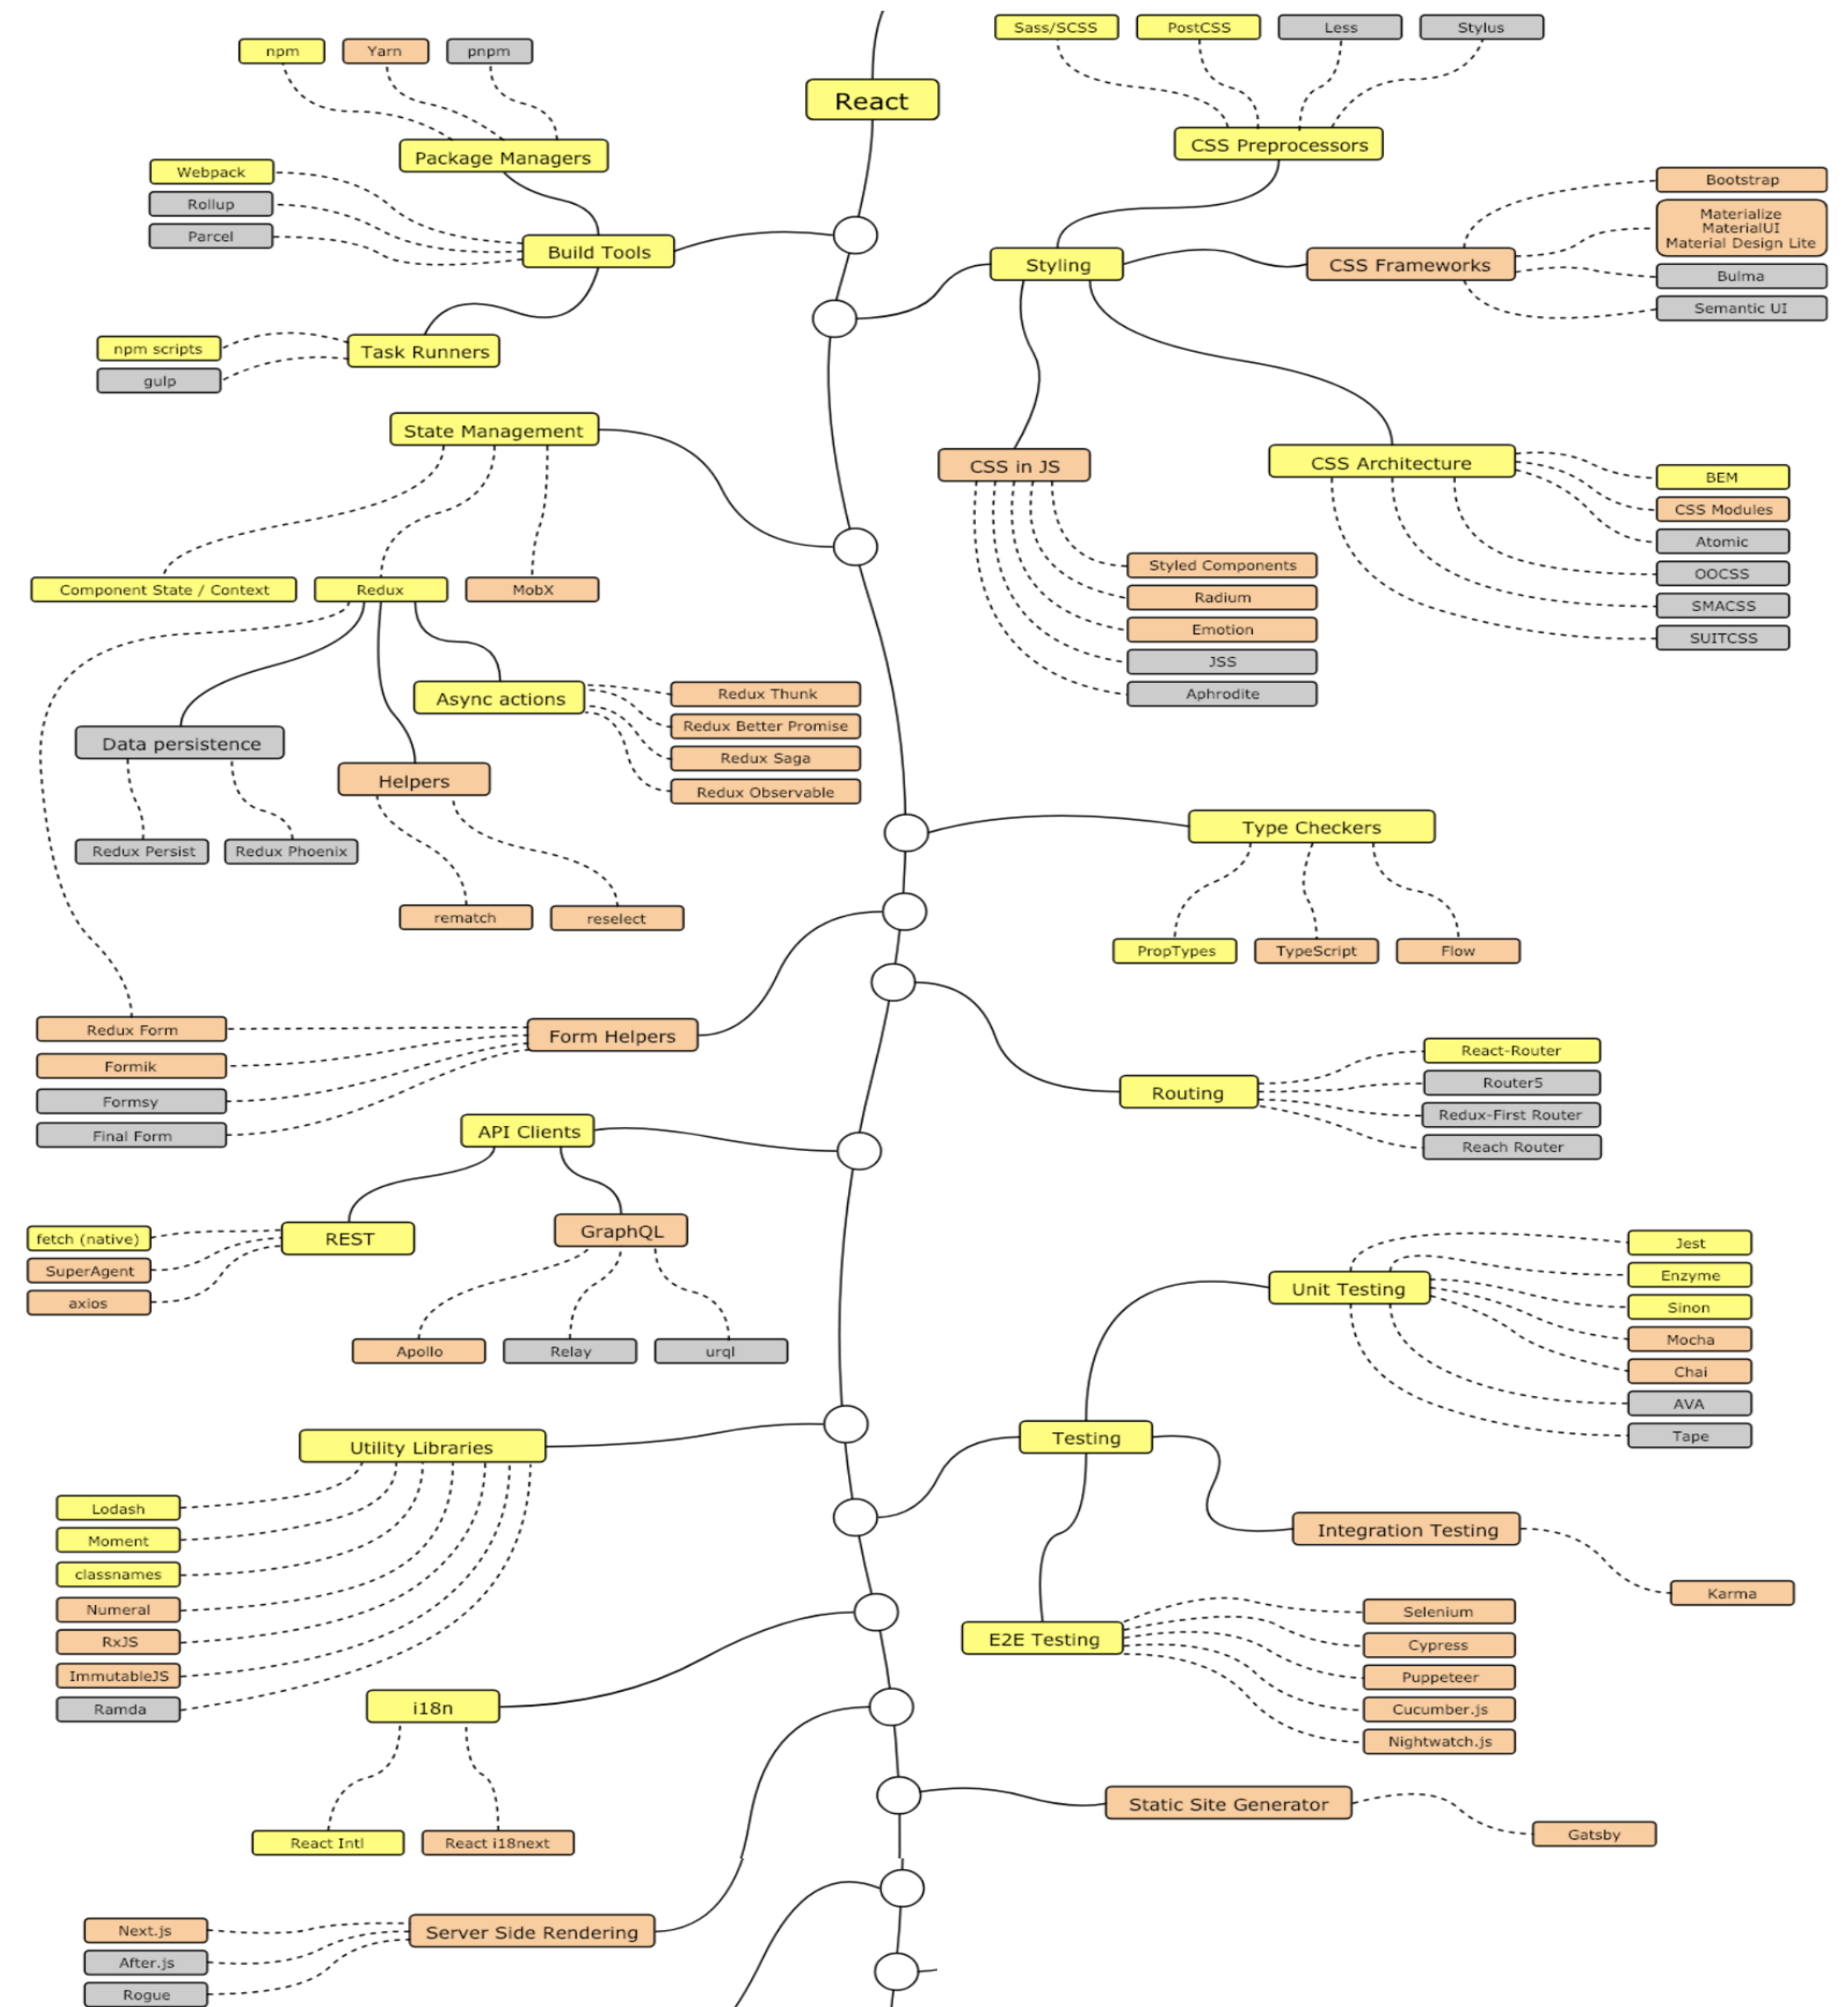 React
npm
Yarn
pnpm
Package Managers
Webpack
Rollup
Parcel
Build Tools
npm scripts
gulp
Task Runners
Sass/SCSS
PostCSS
Less
Stylus
CSS Preprocessors
Styling
CSS Frameworks
Bootstrap
Materialize
MaterialUI
Material Design Lite
Bulma
Semantic UI
CSS in JS
Styled Components
Radium
Emotion
JSS
Aphrodite
CSS Architecture
BEM
CSS Modules
Atomic
OOCSS
SMACSS
SUITCSS
State Management
Component State / Context
Redux
MobX
Async actions
Redux Thunk
Redux Better Promise
Redux Saga
Redux Observable
Data persistence
Redux Persist
Redux Phoenix
Helpers
rematch
reselect
Type Checkers
PropTypes
TypeScript
Flow
Form Helpers
Redux Form
Formik
Formsy
Final Form
Routing
React-Router
Router5
Redux-First Router
Reach Router
API Clients
REST
fetch (native)
SuperAgent
axios
GraphQL
Apollo
Relay
urql
Utility Libraries
Lodash
Moment
classnames
Numeral
RxJS
ImmutableJS
Ramda
Testing
Unit Testing
Jest
Enzyme
Sinon
Mocha
Chai
AVA
Tape
Integration Testing
Karma
E2E Testing
Selenium
Cypress
Puppeteer
Cucumber.js
Nightwatch.js
i18n
React Intl
React i18next
Static Site Generator
Gatsby
Server Side Rendering
Next.js
After.js
Rogue